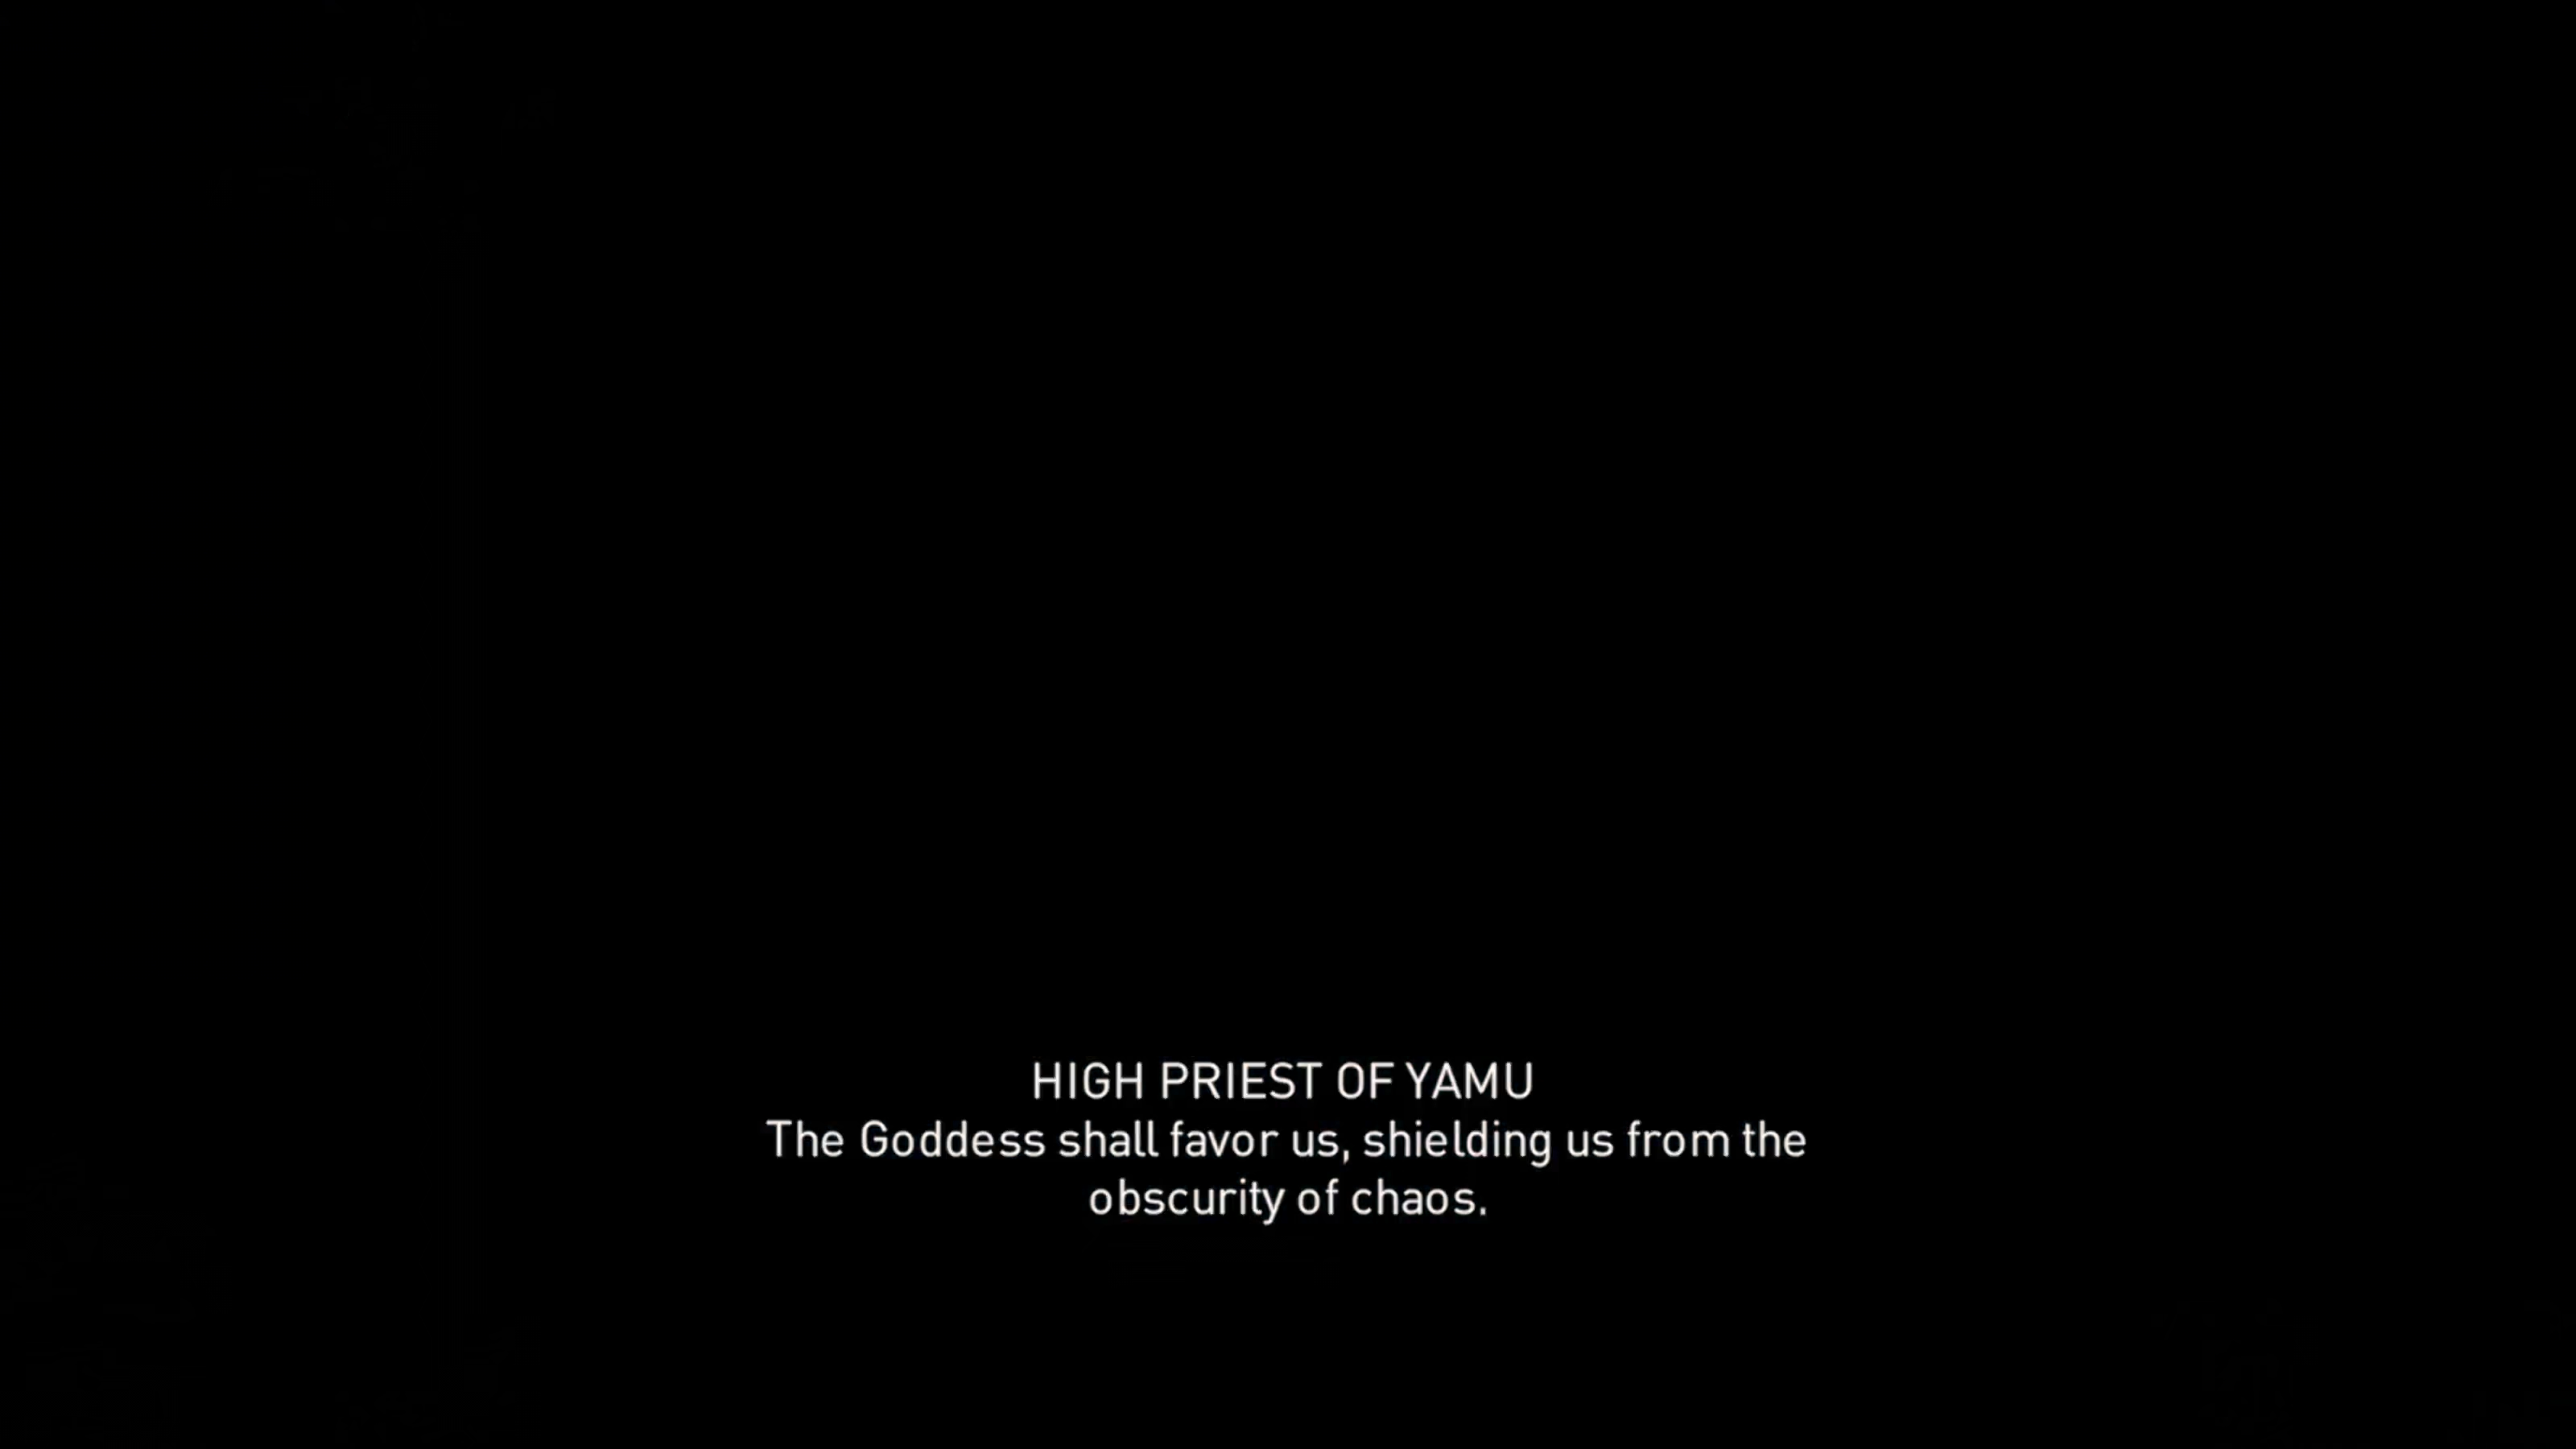 HIGH PRIEST OF YAMU
The Goddess shall favor us, shielding us from the
obscurity of chaos.